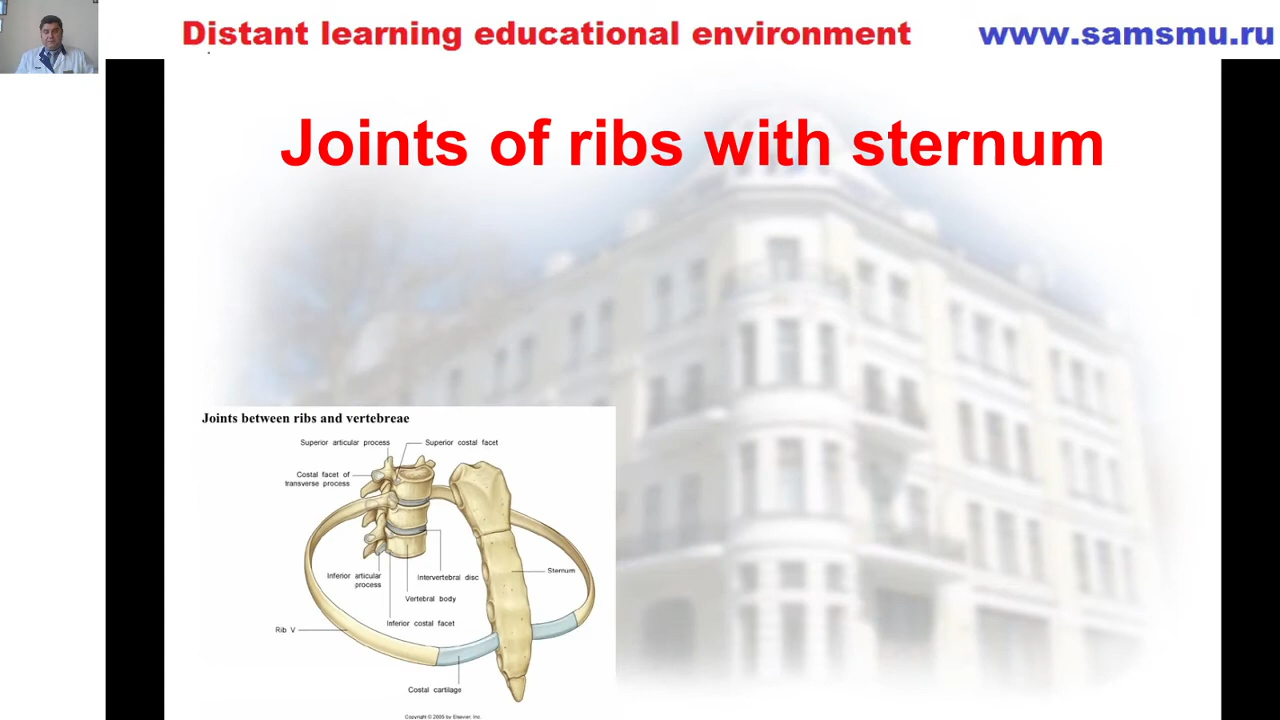 Distant learning educational environment
www.samsmu.ru
Joints of ribs with sternum
Joints between ribs and vertebreae
Superior articular process
Superior costal facet
Costal facet of
transverse process
Inferior articular
process
Intervertebral disc
Sternum
Vertebral body
Inferior costal facet
Rib V
Costal cartilage
Copyright © 2005 by Elsevier, Inc.